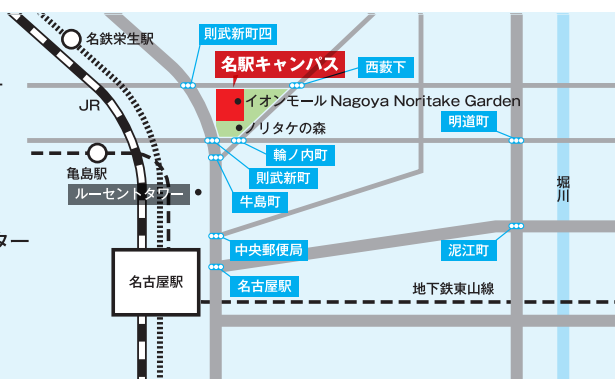 名鉄栄生駅
則武新町四
名駅キャンパス
西薮下
JR
イオンモール Nagoya Noritake Garden
明道町
ノリタケの森
輪ノ内町
亀島駅
則武新町
堀川
ルーセントタワー
牛島町
ター
中央郵便局
泥江町
名古屋駅
名古屋駅
地下鉄東山線